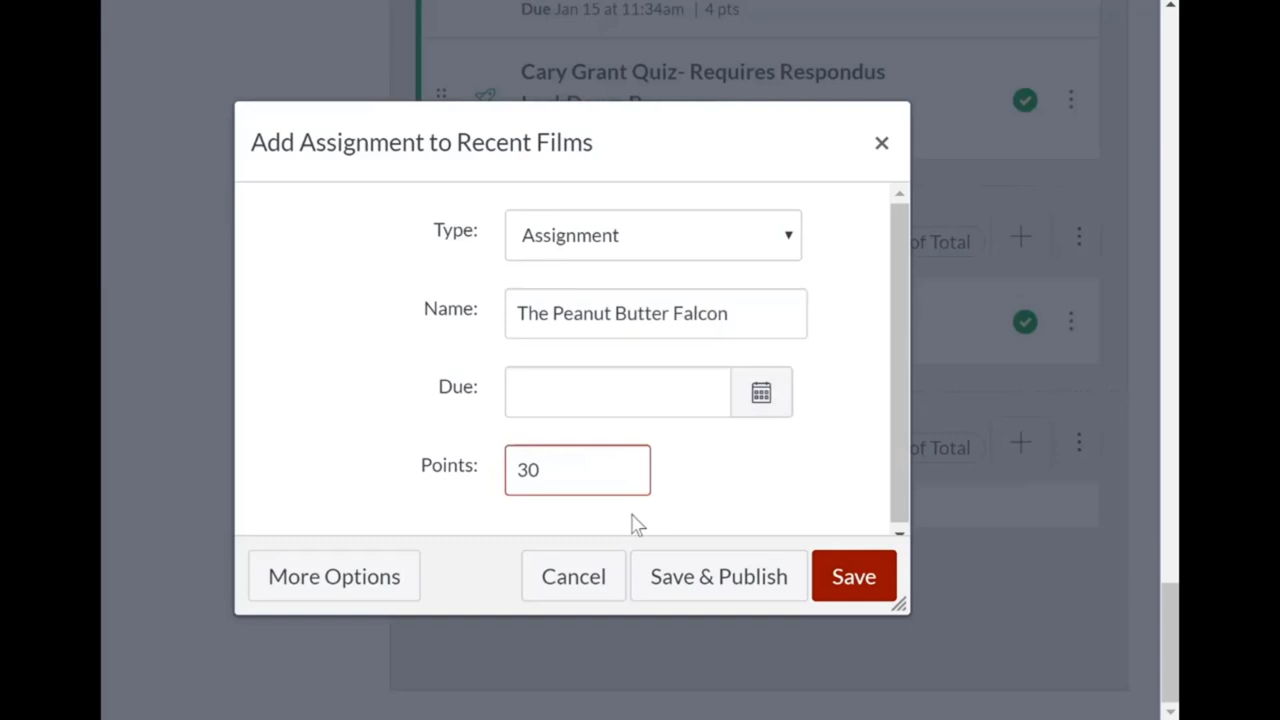 Due Jan 15 at 11:34am | 4 pts
Cary Grant Quiz- Requires Respondus
Add Assignment to Recent Films
Type:
Assignment
of Total
Name:
The Peanut Butter Falcon
Due:
of Total
Points:
30
More Options
Cancel
Save & Publish
Save